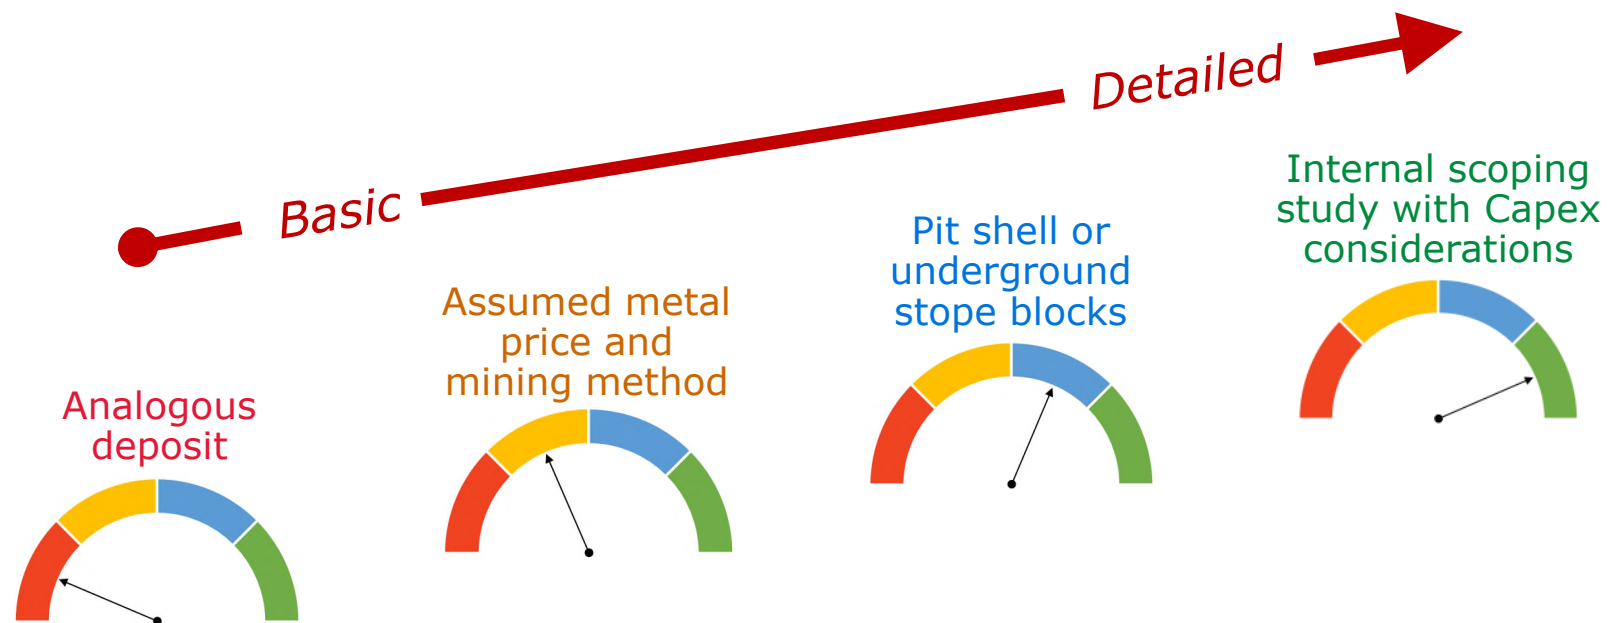 Basic
Detailed
Analogous
deposit
Assumed metal
price and
mining method
Pit shell or
underground
stope blocks
Internal scoping
study with Capex
considerations